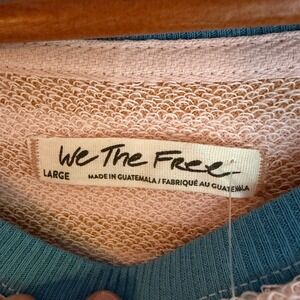 We The Free
LARGE
MADE IN GUATEMALA / FABRIQUÉ AU GUATEMALA